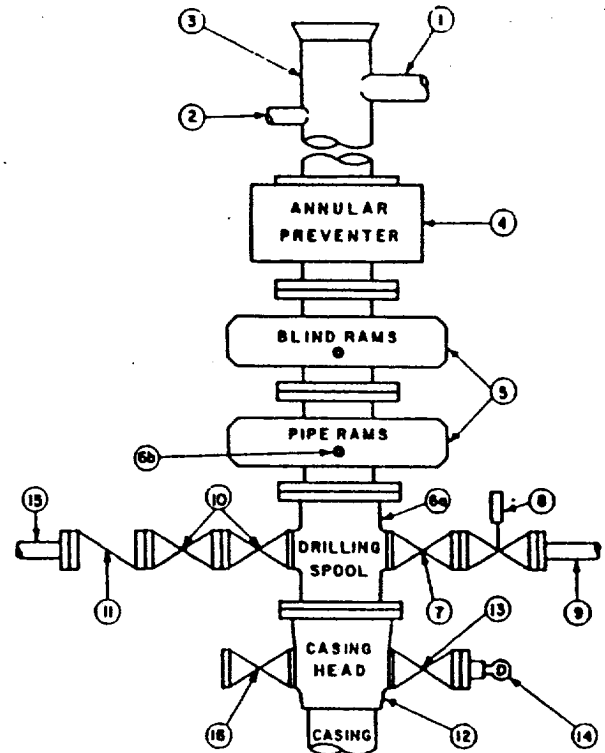 3
1
2
ANNULAR
PREVENTER
4
BLIND RAMS
5
PIPE RAMS
6b
15
10
6a
8
DRILLING
SPOOL
11
7
13
9
CASING
HEAD
16
12
14
CASING